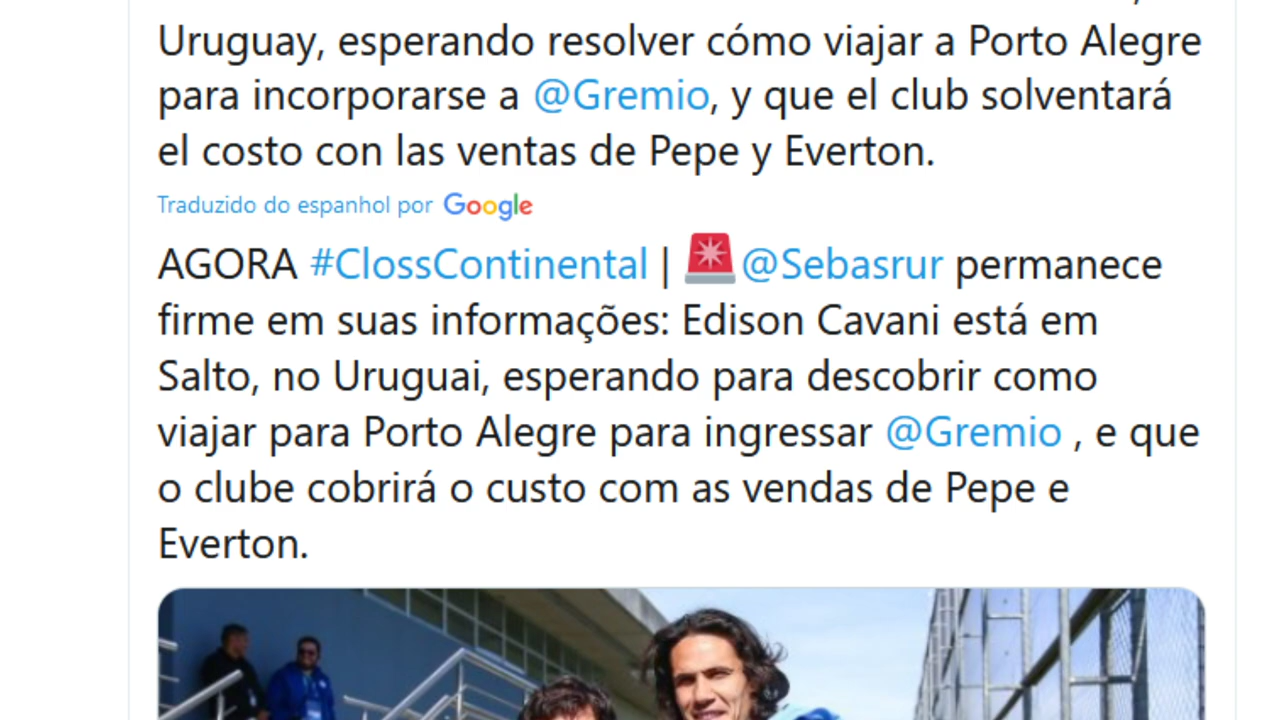 Uruguay, esperando resolver cómo viajar a Porto Alegre
para incorporarse a @Gremio, y que el club solventará
el costo con las ventas de Pepe y Everton.
Traduzido do espanhol por Google
AGORA #ClossContinental | 🚨@Sebasrur permanece
firme em suas informações: Edison Cavani está em
Salto, no Uruguai, esperando para descobrir como
viajar para Porto Alegre para ingressar @Gremio , e que
o clube cobrirá o custo com as vendas de Pepe e
Everton.